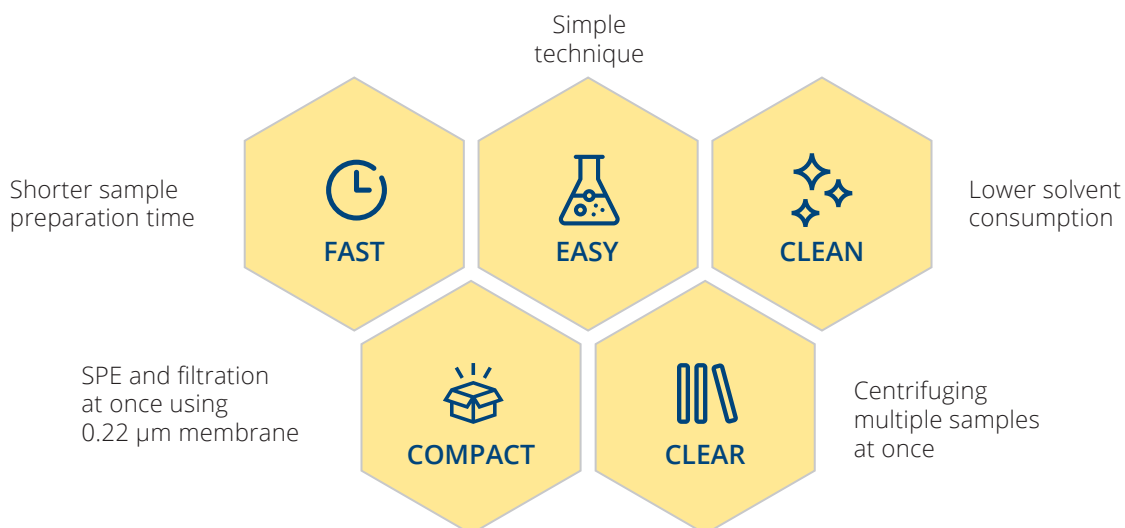 Simple
technique
Shorter sample
preparation time
FAST
EASY
CLEAN
Lower solvent
consumption
SPE and filtration
at once using
0.22 µm membrane
COMPACT
CLEAR
Centrifuging
multiple samples
at once